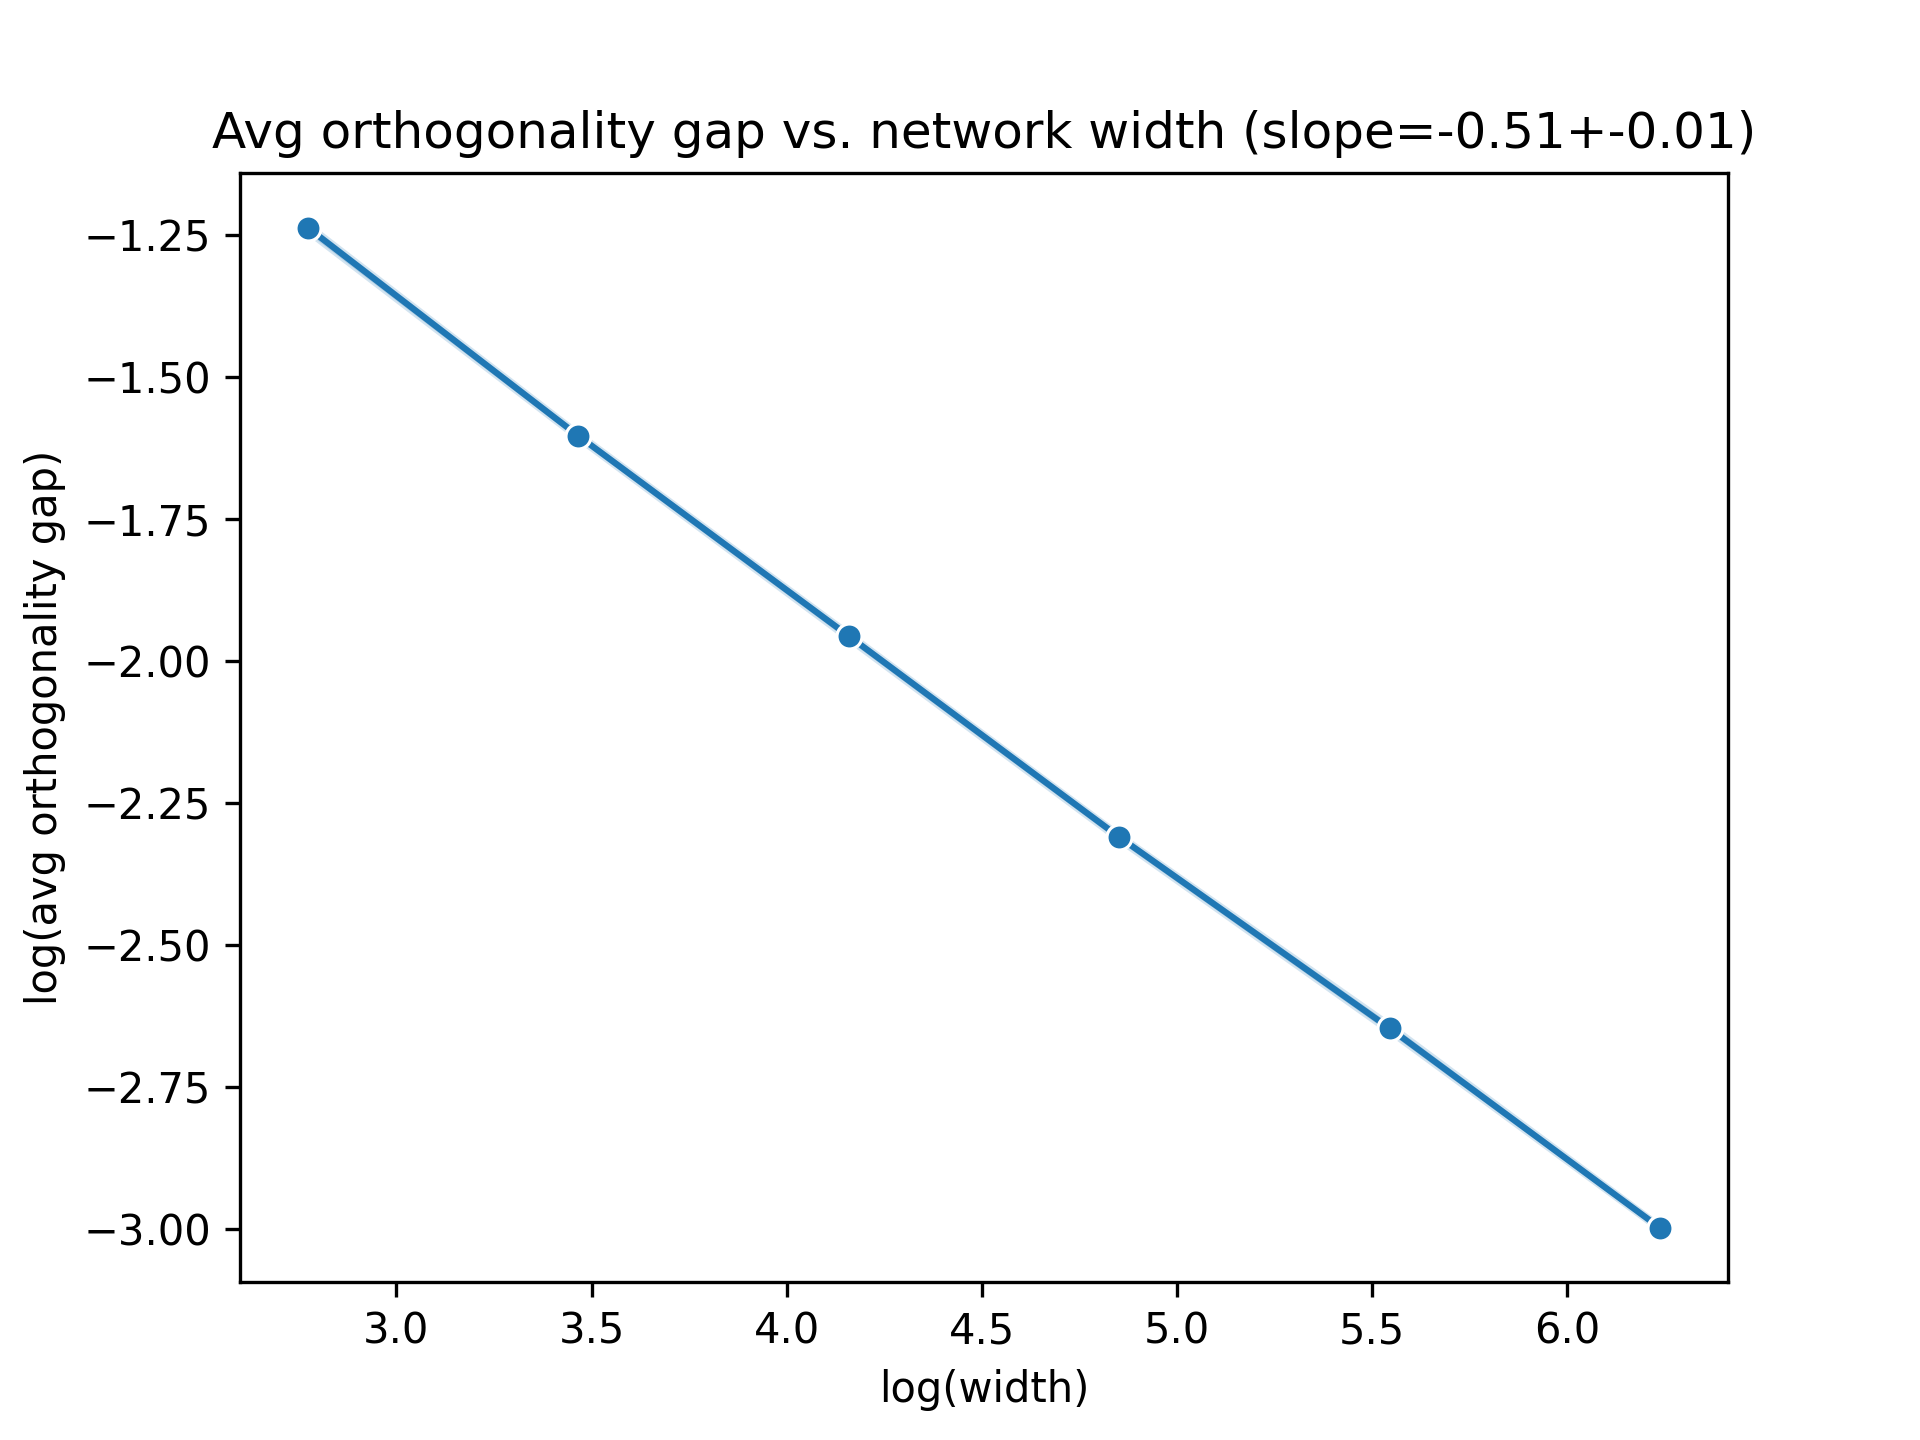 Avg orthogonality gap vs. network width (slope=-0.51+-0.01)
log(avg orthogonality gap)
−1.25
−1.50
−1.75
−2.00
−2.25
−2.50
−2.75
−3.00
3.0 3.5 4.0 4.5 5.0 5.5 6.0
log(width)